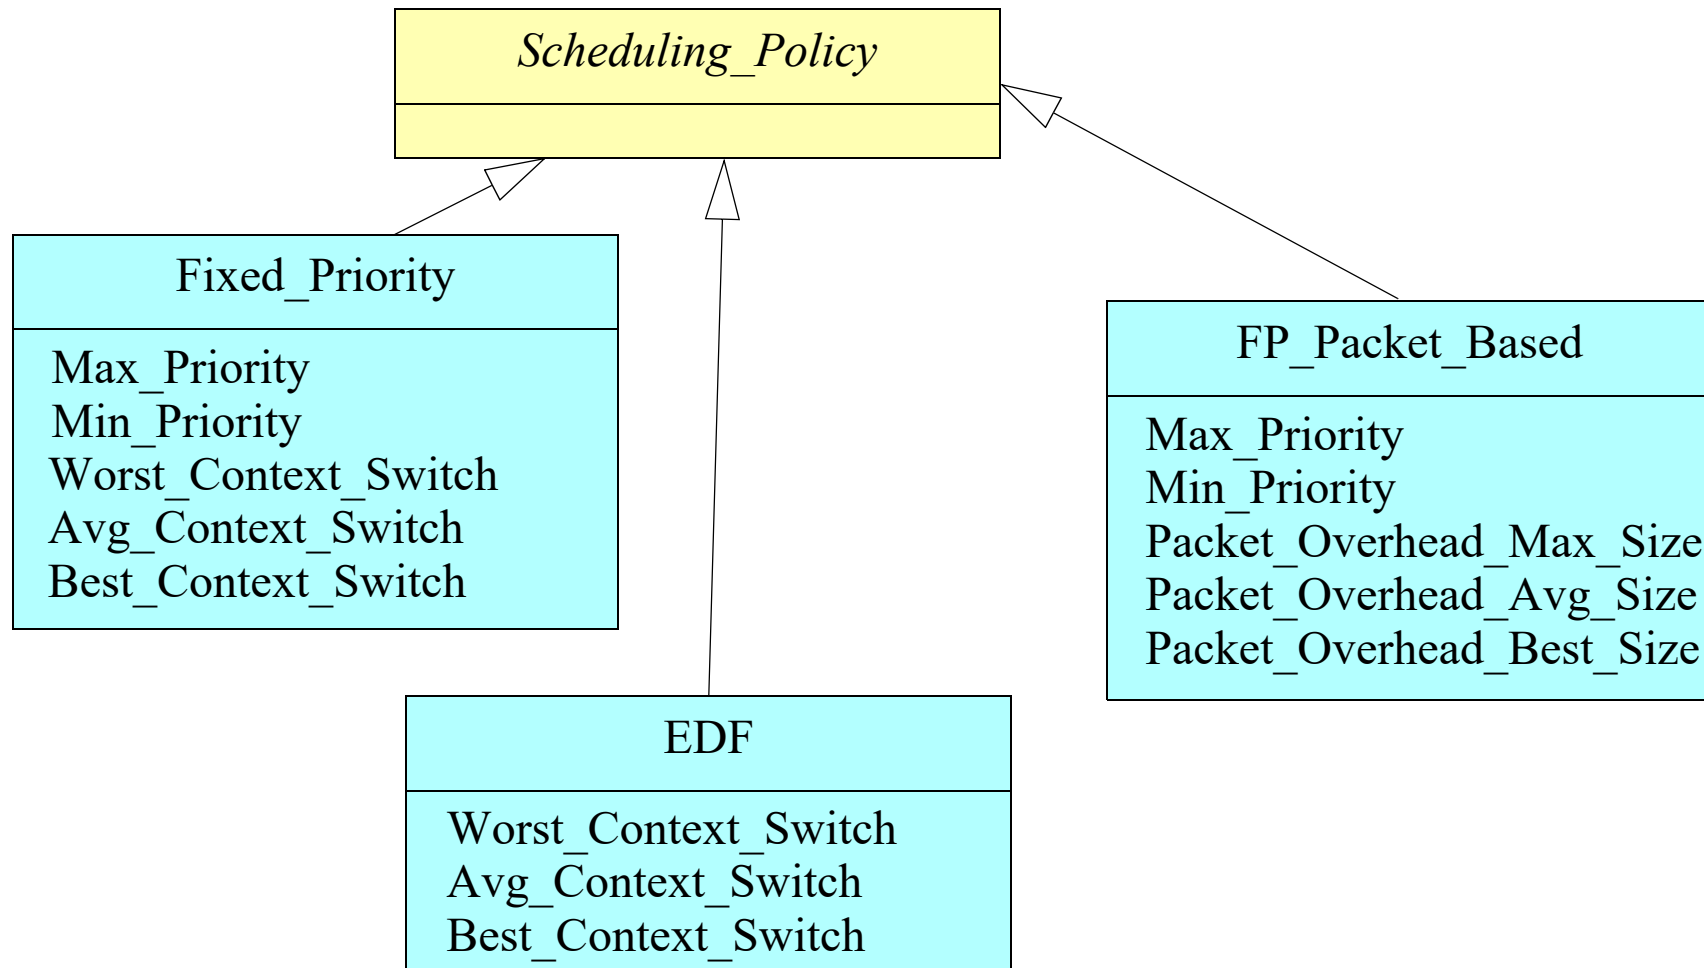 Scheduling_Policy
Fixed_Priority
Max_Priority
Min_Priority
Worst_Context_Switch
Avg_Context_Switch
Best_Context_Switch
FP_Packet_Based
Max_Priority
Min_Priority
Packet_Overhead_Max_Size
Packet_Overhead_Avg_Size
Packet_Overhead_Best_Size
EDF
Worst_Context_Switch
Avg_Context_Switch
Best_Context_Switch